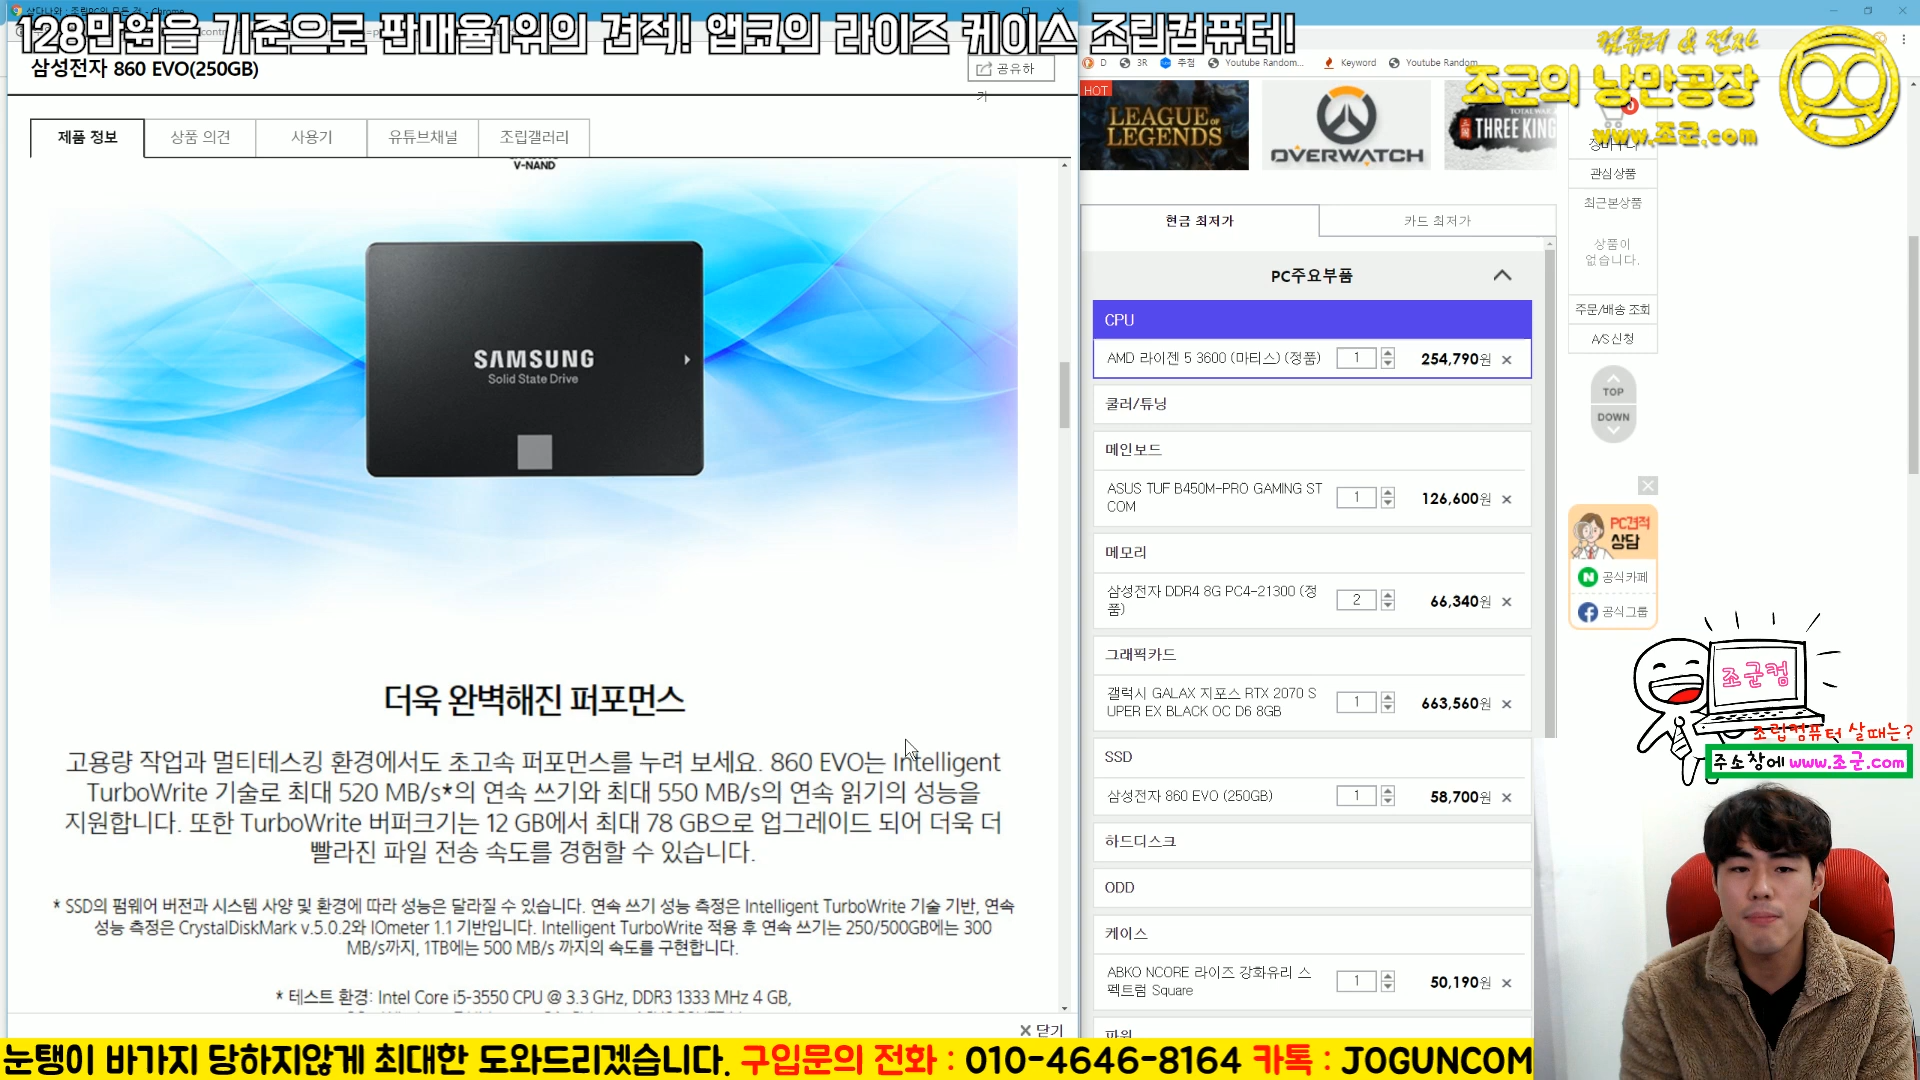 128만원을 기준으로 판매율1위의 견적! 앱코의 라이즈 케이스 조립컴퓨터!
삼성전자 860 EVO(250GB)
공유하
기
제품 정보
상품 의견
사용기
유튜브채널
조립갤러리
V-NAND
SAMSUNG
Solid State Drive
더욱 완벽해진 퍼포먼스
고용량 작업과 멀티테스킹 환경에서도 초고속 퍼포먼스를 누려 보세요. 860 EVO는 Intelligent
TurboWrite 기술로 최대 520 MB/s*의 연속 쓰기와 최대 550 MB/s의 연속 읽기의 성능을
지원합니다. 또한 TurboWrite 버퍼크기는 12 GB에서 최대 78 GB으로 업그레이드 되어 더욱 더
빨라진 파일 전송 속도를 경험할 수 있습니다.
* SSD의 펌웨어 버전과 시스템 사양 및 환경에 따라 성능은 달라질 수 있습니다. 연속 쓰기 성능 측정은 Intelligent TurboWrite 기술 기반, 연속
성능 측정은 CrystalDiskMark v.5.0.2와 IOmeter 1.1 기반입니다. Intelligent TurboWrite 적용 후 연속 쓰기는 250/500GB에는 300
MB/s까지, 1TB에는 500 MB/s 까지의 속도를 구현합니다.
* 테스트 환경: Intel Core i5-3550 CPU @ 3.3 GHz, DDR3 1333 MHz 4 GB,
닫기
D
3R
추첨
Youtube Random...
Keyword
Youtube Random
HOT
LEAGUE of LEGENDS
OVERWATCH
TOTAL WAR
THREE KING
컴퓨터 & 전자
조군의 낭만공장
www.조군.com
장바구니
관심상품
최근본상품
상품이
없습니다.
주문/배송 조회
A/S 신청
TOP
DOWN
현금 최저가
카드 최저가
PC주요부품
CPU
AMD 라이젠 5 3600 (마티스) (정품) 1 254,790원
쿨러/튜닝
메인보드
ASUS TUF B450M-PRO GAMING ST
COM 1 126,600원
메모리
삼성전자 DDR4 8G PC4-21300 (정
품) 2 66,340원
그래픽카드
갤럭시 GALAX 지포스 RTX 2070 S
UPER EX BLACK OC D6 8GB 1 663,560원
SSD
삼성전자 860 EVO (250GB) 1 58,700원
하드디스크
ODD
케이스
ABKO NCORE 라이즈 강화유리 스
펙트럼 Square 1 50,190원
파워
PC견적
상담
공식카페
공식그룹
조군컴
조립컴퓨터 살때는?
주소창에 www.조군.com
눈탱이 바가지 당하지않게 최대한 도와드리겠습니다. 구입문의 전화 : 010-4646-8164 카톡 : JOGUNCOM